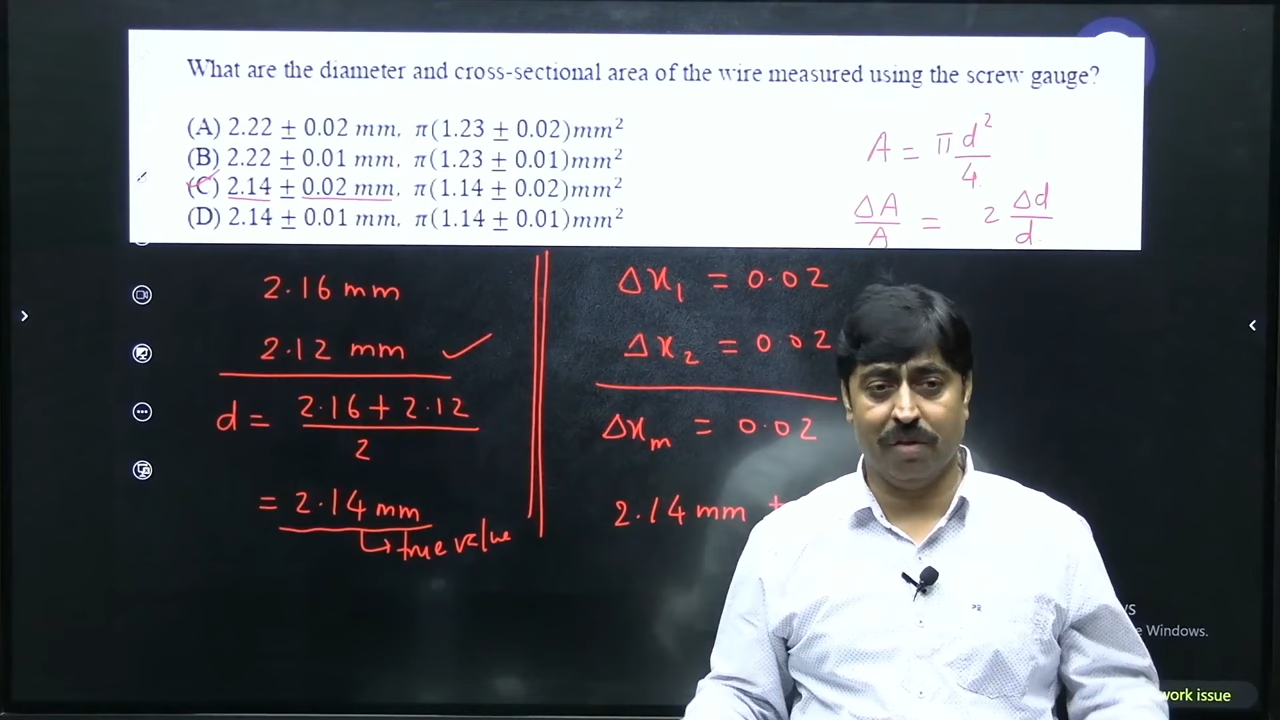 What are the diameter and cross-sectional area of the wire measured using the screw gauge?
(A) 2.22 ± 0.02 mm, π(1.23 ± 0.02)mm²
(B) 2.22 ± 0.01 mm, π(1.23 ± 0.01)mm²
(C) 2.14 ± 0.02 mm, π(1.14 ± 0.02)mm²
(D) 2.14 ± 0.01 mm, π(1.14 ± 0.01)mm²
A = π d²/4
ΔA/A = 2 Δd/d
2.16 mm
2.12 mm ✓
d = (2.16 + 2.12)/2
= 2.14 mm
↳ true value
Δx₁ = 0.02
Δx₂ = 0.02
Δxₘ = 0.02
2.14 mm ±
Windows.
work issue